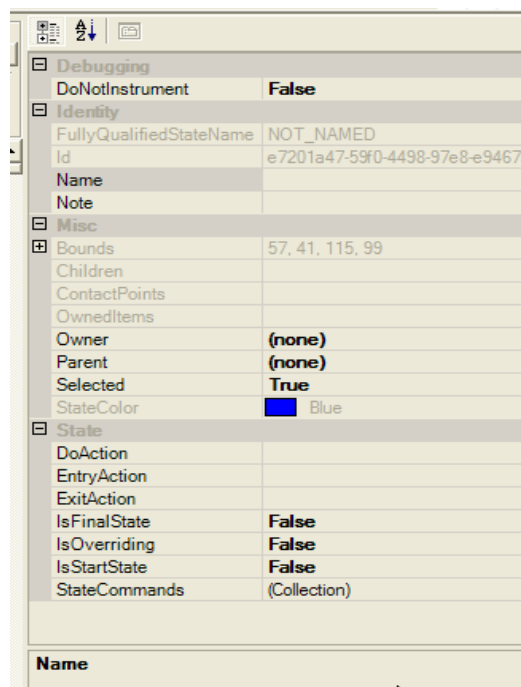 Debugging
DoNotInstrument False
Identity
FullyQualifiedStateName NOT_NAMED
Id e7201a47-59f0-4498-97e8-e9467
Name
Note
Misc
Bounds 57, 41, 115, 99
Children
ContactPoints
OwnedItems
Owner (none)
Parent (none)
Selected True
StateColor Blue
State
DoAction
EntryAction
ExitAction
IsFinalState False
IsOverriding False
IsStartState False
StateCommands (Collection)
Name